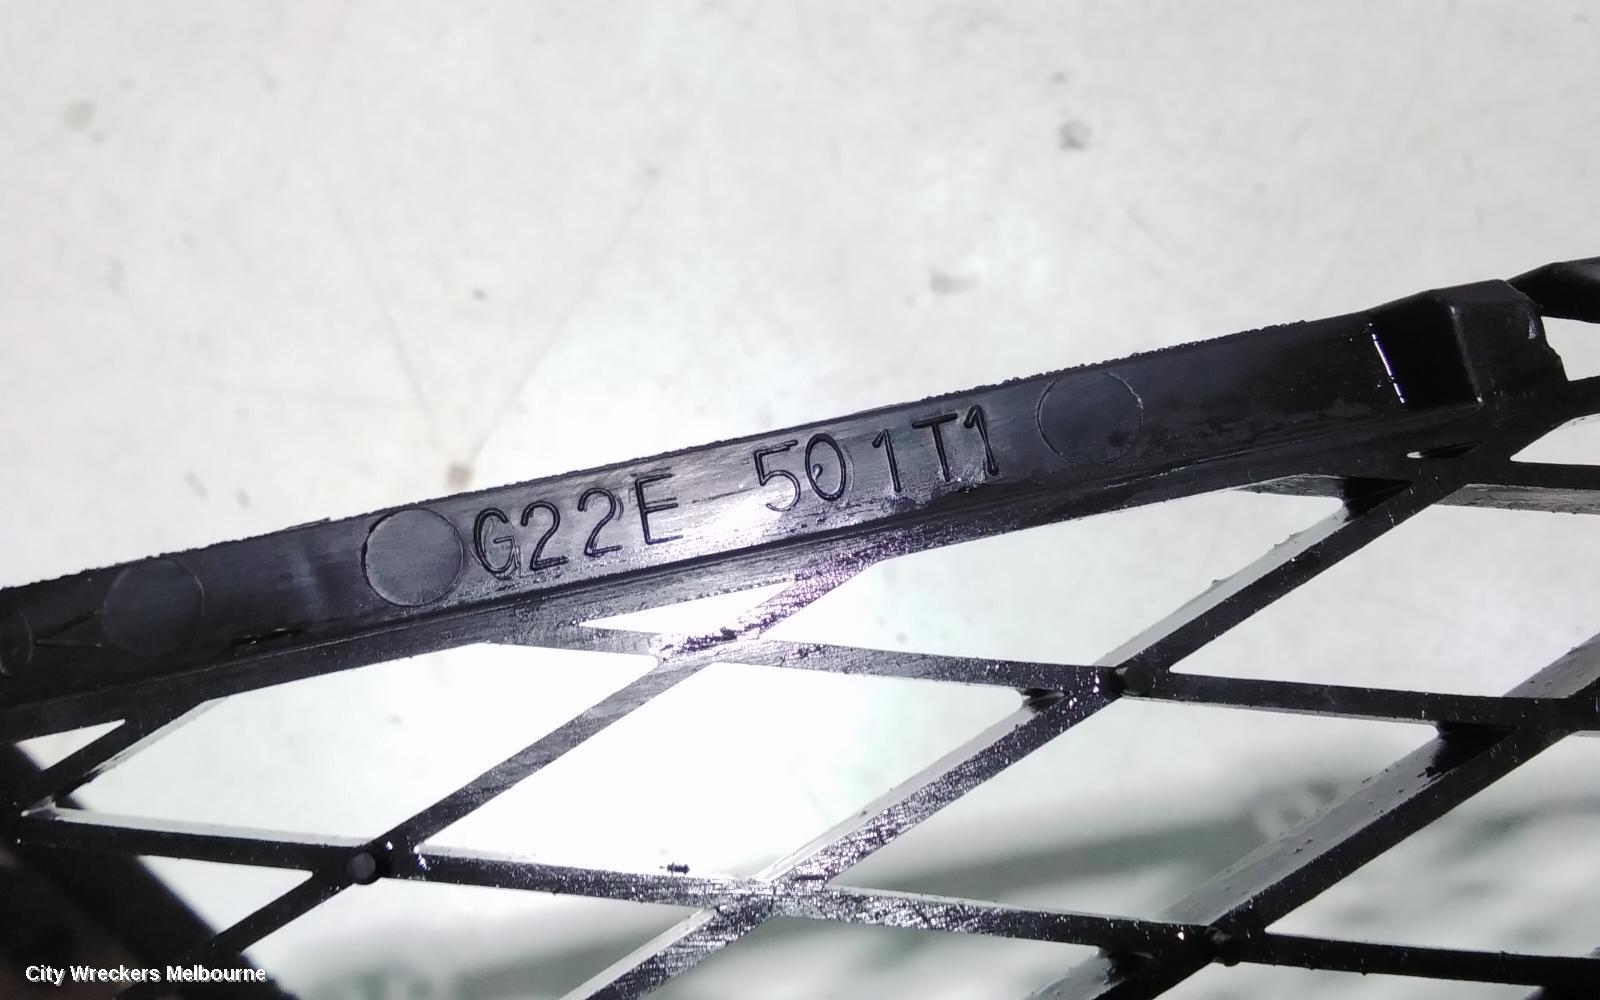 G22E 501T1
City Wreckers Melbourne